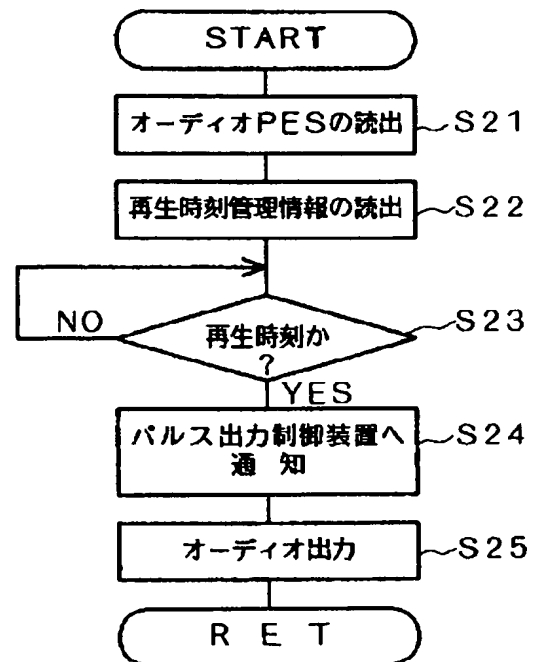 START
オーディオPESの読出 S21
再生時刻管理情報の読出 S22
再生時刻か S23
?
NO
YES
パルス出力制御装置へ S24
通知
オーディオ出力 S25
RET